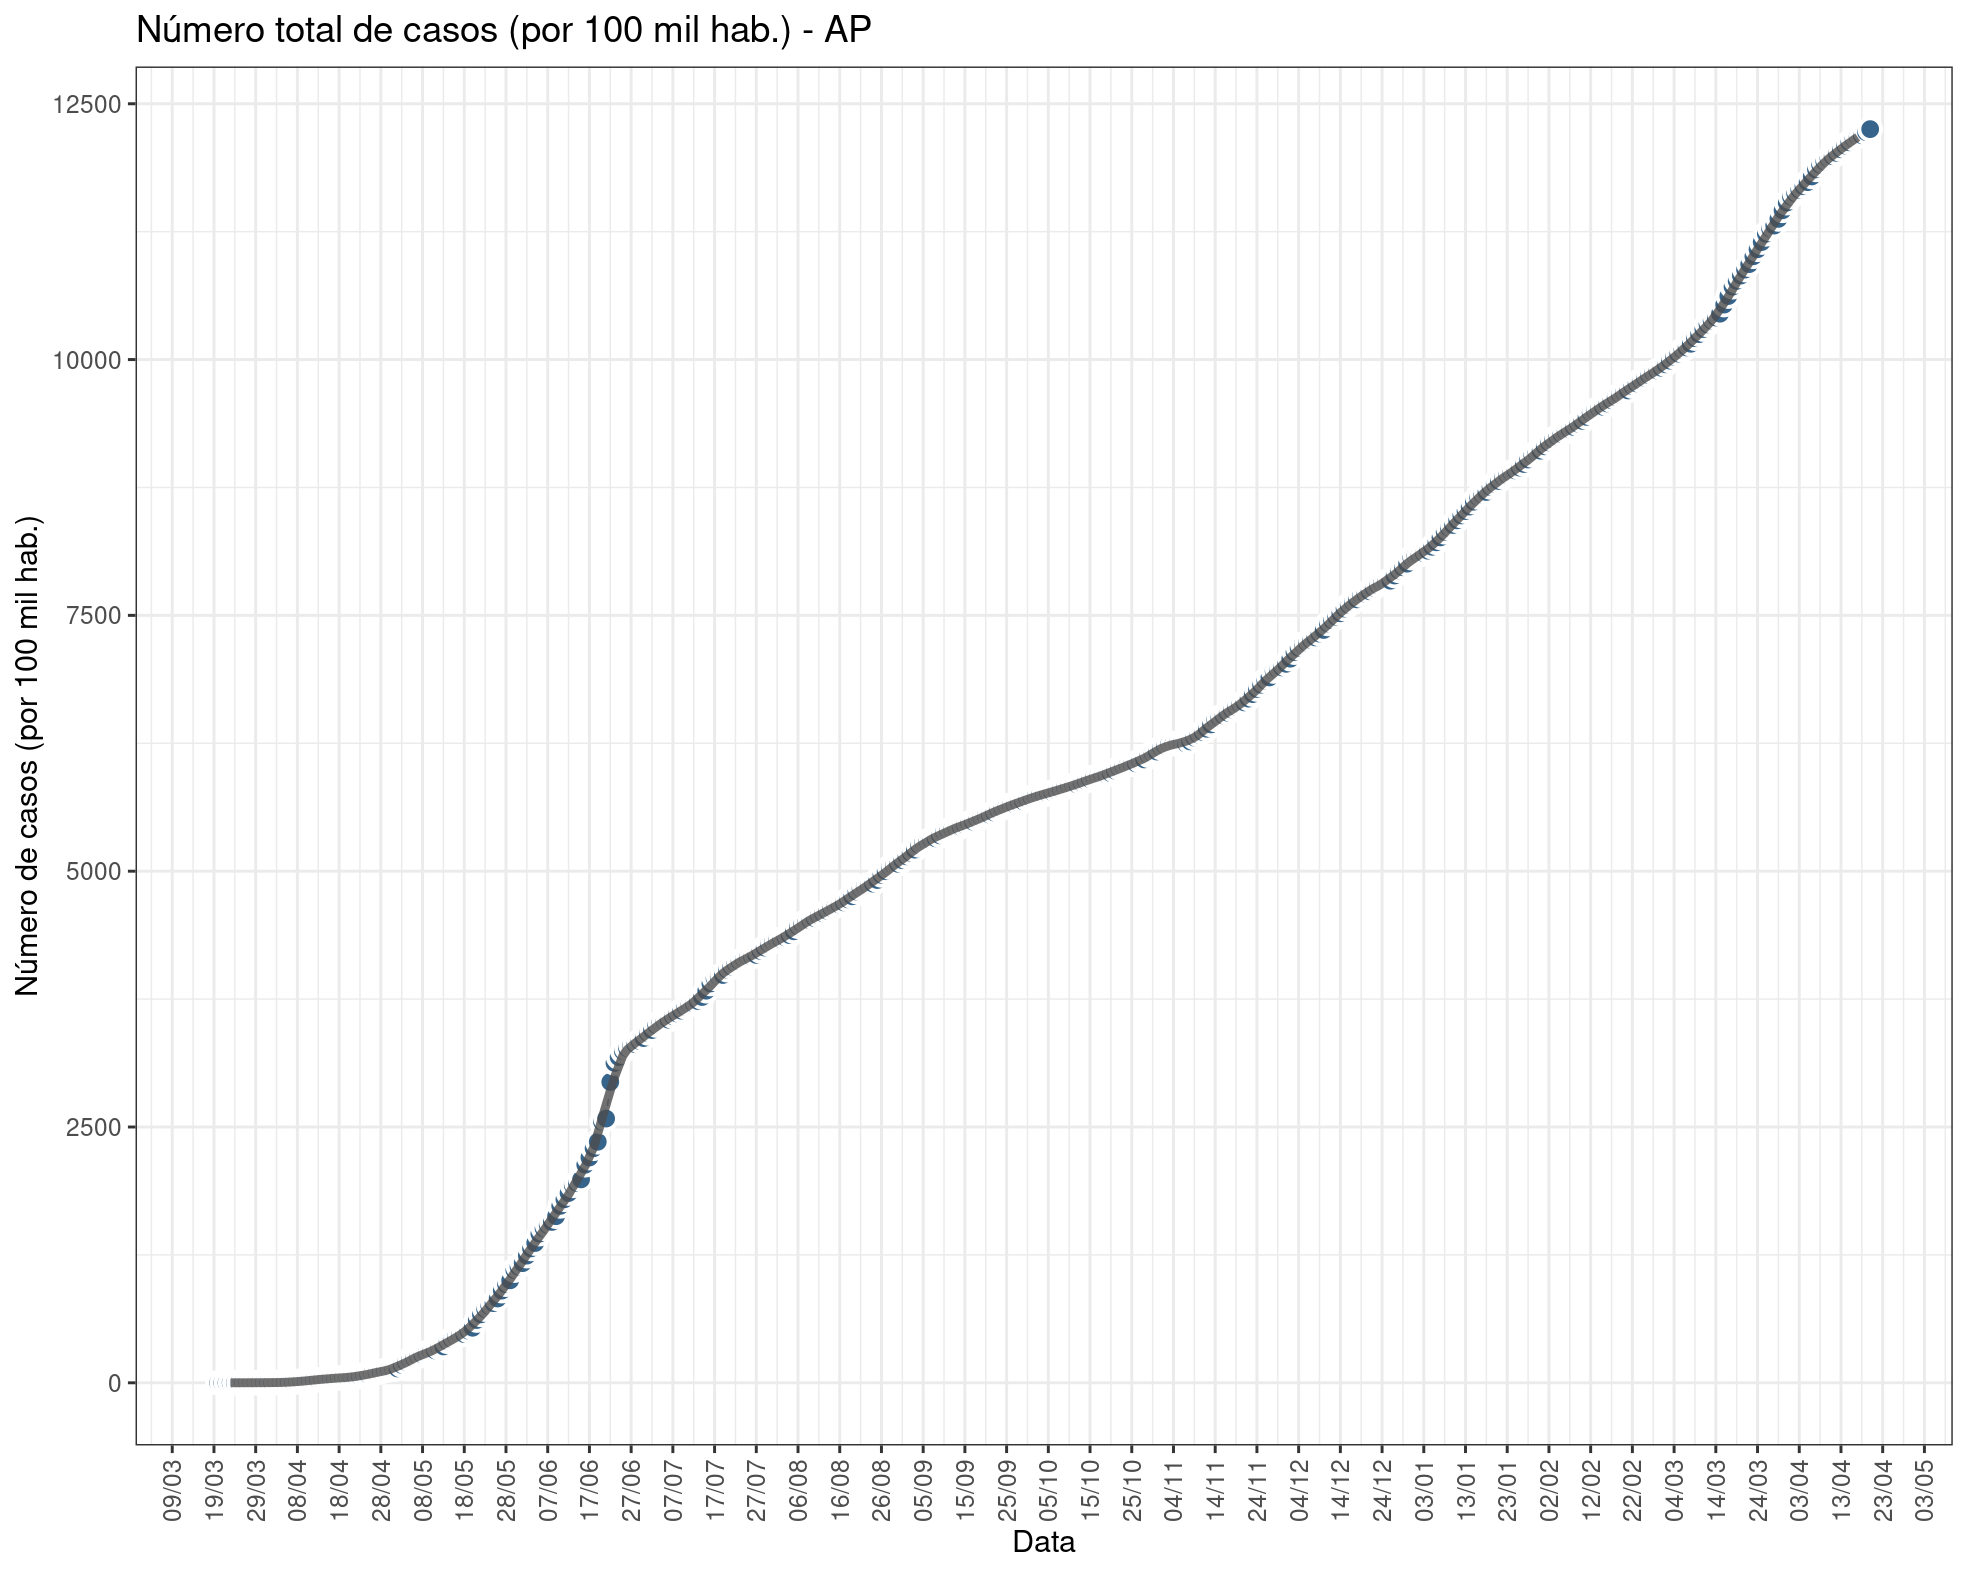 Número total de casos (por 100 mil hab.) - AP
Número de casos (por 100 mil hab.)
12500
10000
7500
5000
2500
0
09/03 19/03 29/03 08/04 18/04 28/04 08/05 18/05 28/05 07/06 17/06 27/06 07/07 17/07 27/07 06/08 16/08 26/08 05/09 15/09 25/09 05/10 15/10 25/10 04/11 14/11 24/11 04/12 14/12 24/12 03/01 13/01 23/01 02/02 12/02 22/02 04/03 14/03 24/03 03/04 13/04 23/04 03/05
Data